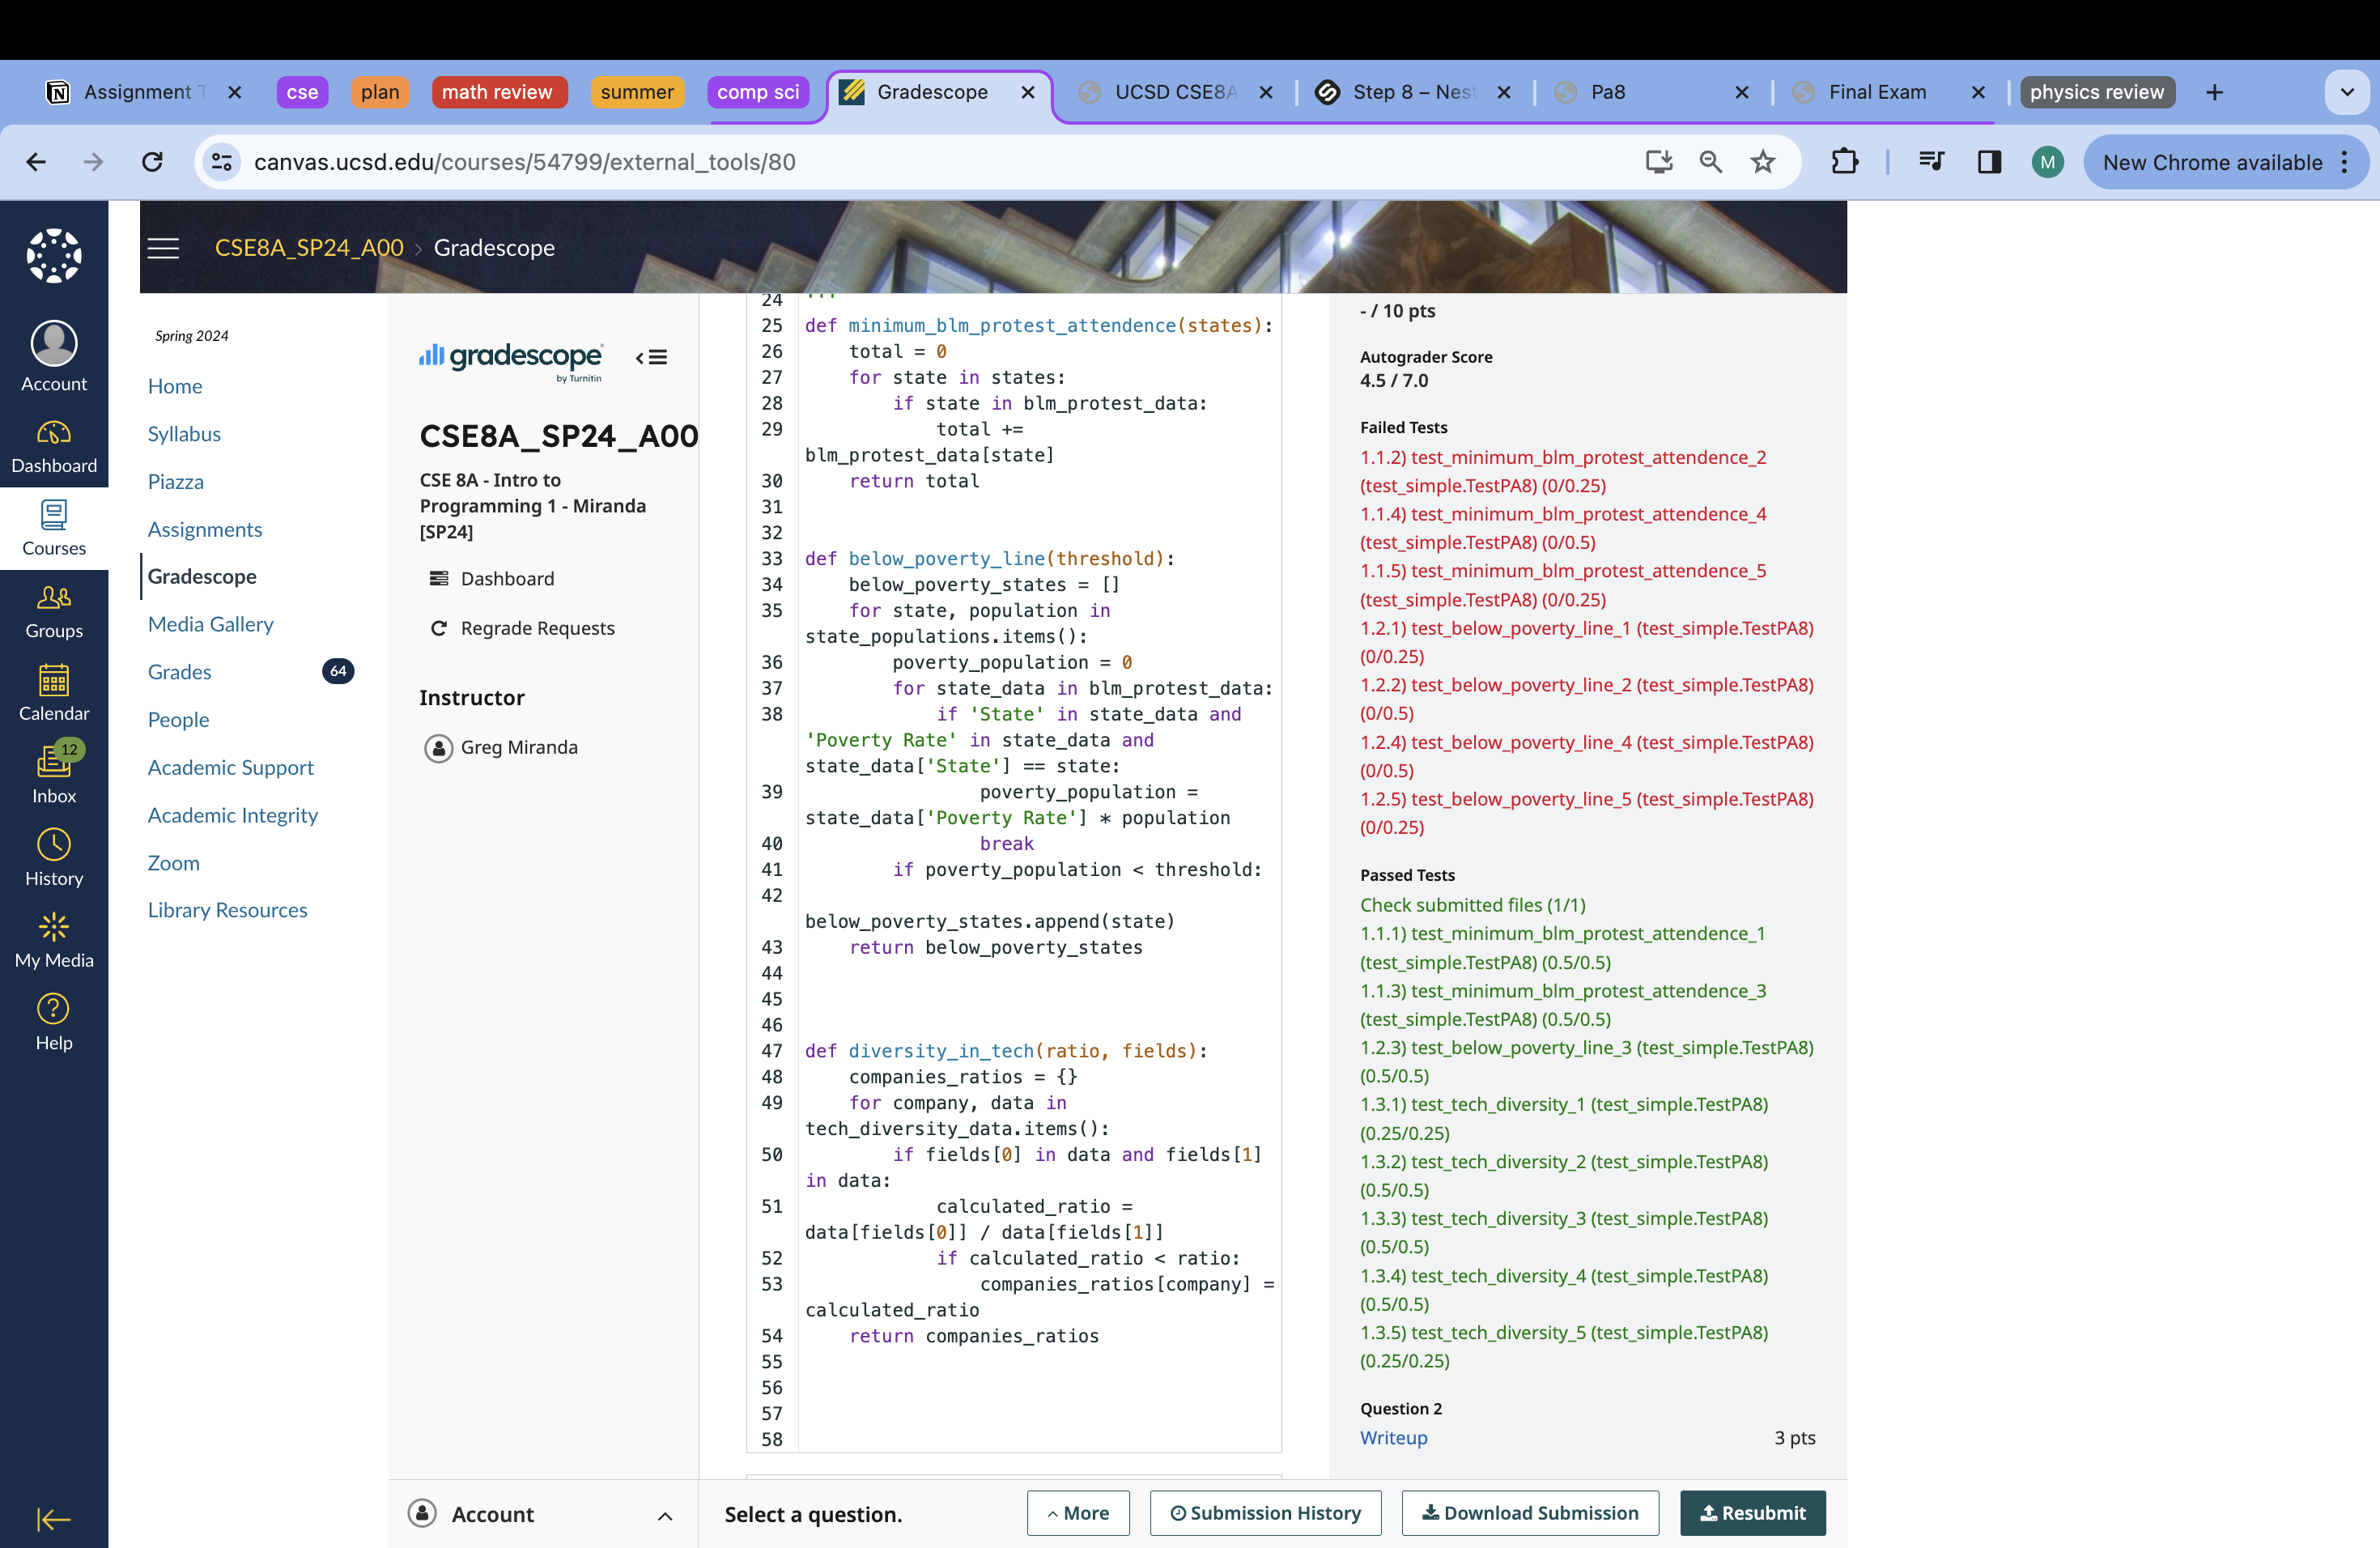 Assignment T
cse
plan
math review
summer
comp sci
Gradescope
UCSD CSE8A
Step 8 – Nest
Pa8
Final Exam
physics review
canvas.ucsd.edu/courses/54799/external_tools/80
M
New Chrome available
CSE8A_SP24_A00 › Gradescope
Account
Dashboard
Courses
Groups
Calendar
12
Inbox
History
My Media
Help
Spring 2024
Home
Syllabus
Piazza
Assignments
Gradescope
Media Gallery
Grades 64
People
Academic Support
Academic Integrity
Zoom
Library Resources
gradescope
by Turnitin
CSE8A_SP24_A00
CSE 8A - Intro to
Programming 1 - Miranda
[SP24]
Dashboard
Regrade Requests
Instructor
Greg Miranda
Account
24 '''
25 def minimum_blm_protest_attendence(states):
26     total = 0
27     for state in states:
28         if state in blm_protest_data:
29             total +=
blm_protest_data[state]
30     return total
31
32
33 def below_poverty_line(threshold):
34     below_poverty_states = []
35     for state, population in
state_populations.items():
36         poverty_population = 0
37         for state_data in blm_protest_data:
38             if 'State' in state_data and
'Poverty Rate' in state_data and
state_data['State'] == state:
39                 poverty_population =
state_data['Poverty Rate'] * population
40                 break
41         if poverty_population < threshold:
42
below_poverty_states.append(state)
43     return below_poverty_states
44
45
46
47 def diversity_in_tech(ratio, fields):
48     companies_ratios = {}
49     for company, data in
tech_diversity_data.items():
50         if fields[0] in data and fields[1]
in data:
51             calculated_ratio =
data[fields[0]] / data[fields[1]]
52             if calculated_ratio < ratio:
53                 companies_ratios[company] =
calculated_ratio
54     return companies_ratios
55
56
57
58
- / 10 pts
Autograder Score
4.5 / 7.0
Failed Tests
1.1.2) test_minimum_blm_protest_attendence_2
(test_simple.TestPA8) (0/0.25)
1.1.4) test_minimum_blm_protest_attendence_4
(test_simple.TestPA8) (0/0.5)
1.1.5) test_minimum_blm_protest_attendence_5
(test_simple.TestPA8) (0/0.25)
1.2.1) test_below_poverty_line_1 (test_simple.TestPA8)
(0/0.25)
1.2.2) test_below_poverty_line_2 (test_simple.TestPA8)
(0/0.5)
1.2.4) test_below_poverty_line_4 (test_simple.TestPA8)
(0/0.5)
1.2.5) test_below_poverty_line_5 (test_simple.TestPA8)
(0/0.25)
Passed Tests
Check submitted files (1/1)
1.1.1) test_minimum_blm_protest_attendence_1
(test_simple.TestPA8) (0.5/0.5)
1.1.3) test_minimum_blm_protest_attendence_3
(test_simple.TestPA8) (0.5/0.5)
1.2.3) test_below_poverty_line_3 (test_simple.TestPA8)
(0.5/0.5)
1.3.1) test_tech_diversity_1 (test_simple.TestPA8)
(0.25/0.25)
1.3.2) test_tech_diversity_2 (test_simple.TestPA8)
(0.5/0.5)
1.3.3) test_tech_diversity_3 (test_simple.TestPA8)
(0.5/0.5)
1.3.4) test_tech_diversity_4 (test_simple.TestPA8)
(0.5/0.5)
1.3.5) test_tech_diversity_5 (test_simple.TestPA8)
(0.25/0.25)
Question 2
Writeup 3 pts
Select a question.
More
Submission History
Download Submission
Resubmit